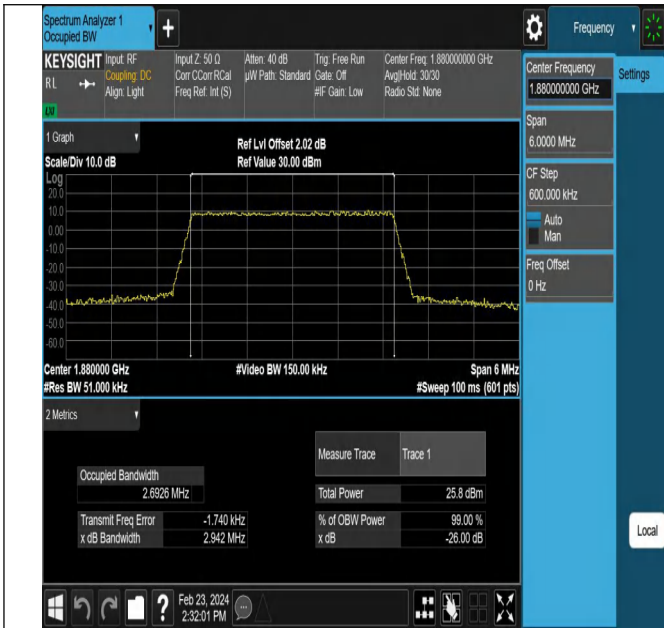 Spectrum Analyzer 1
Occupied BW
+
Frequency
KEYSIGHT
RL
LXI
Input: RF
Coupling: DC
Align: Light
Input Z: 50 Ω
Corr CCorr RCal
Freq Ref: Int (S)
Atten: 40 dB
µW Path: Standard
Trig: Free Run
Gate: Off
#IF Gain: Low
Center Freq: 1.880000000 GHz
Avg|Hold: 30/30
Radio Std: None
Center Frequency
1.880000000 GHz
Settings
Span
6.0000 MHz
CF Step
600.000 kHz
Auto
Man
Freq Offset
0 Hz
Local
1 Graph
Scale/Div 10.0 dB
Ref Lvl Offset 2.02 dB
Ref Value 30.00 dBm
Log
20.0
10.0
0.00
-10.0
-20.0
-30.0
-40.0
-50.0
-60.0
Center 1.880000 GHz
#Video BW 150.00 kHz
Span 6 MHz
#Res BW 51.000 kHz
#Sweep 100 ms (601 pts)
2 Metrics
Measure Trace Trace 1
Occupied Bandwidth
2.6926 MHz
Total Power 25.8 dBm
Transmit Freq Error -1.740 kHz
% of OBW Power 99.00 %
x dB Bandwidth 2.942 MHz
x dB -26.00 dB
?
Feb 23, 2024
2:32:01 PM